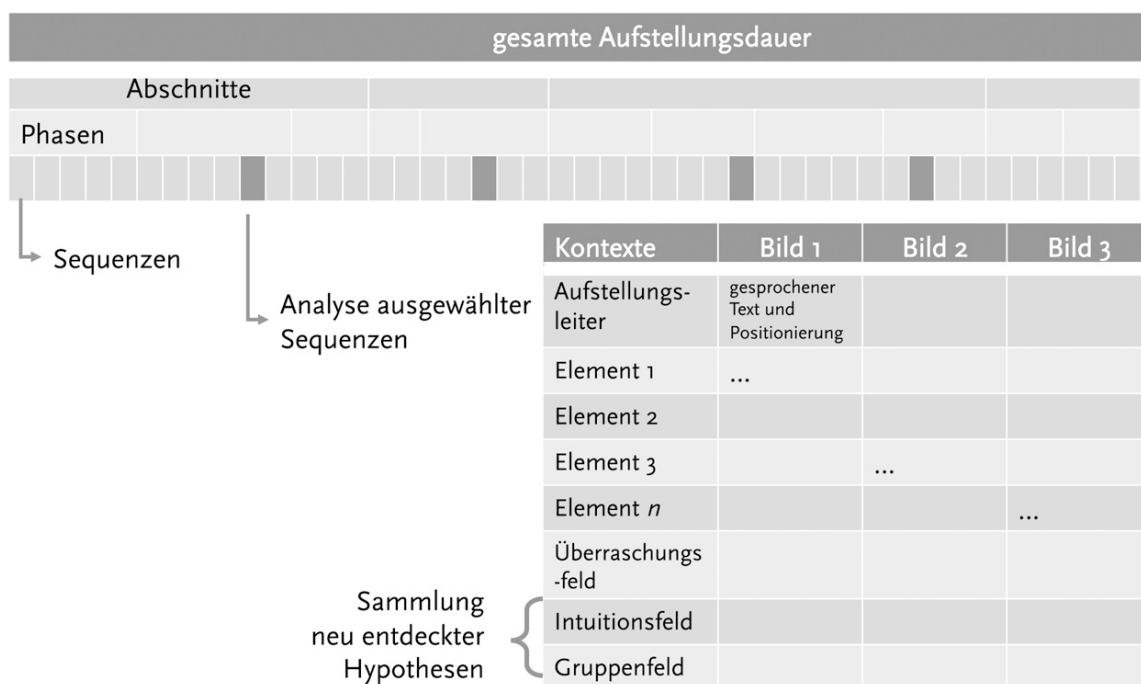 gesamte Aufstellungsdauer
Abschnitte
Phasen
Sequenzen
Analyse ausgewählter
Sequenzen
Kontexte Bild 1 Bild 2 Bild 3
Aufstellungs-
leiter
gesprochener
Text und
Positionierung
Element 1 ...
Element 2
Element 3 ...
Element n ...
Überraschungs
-feld
Intuitionsfeld
Gruppenfeld
Sammlung
neu entdeckter
Hypothesen